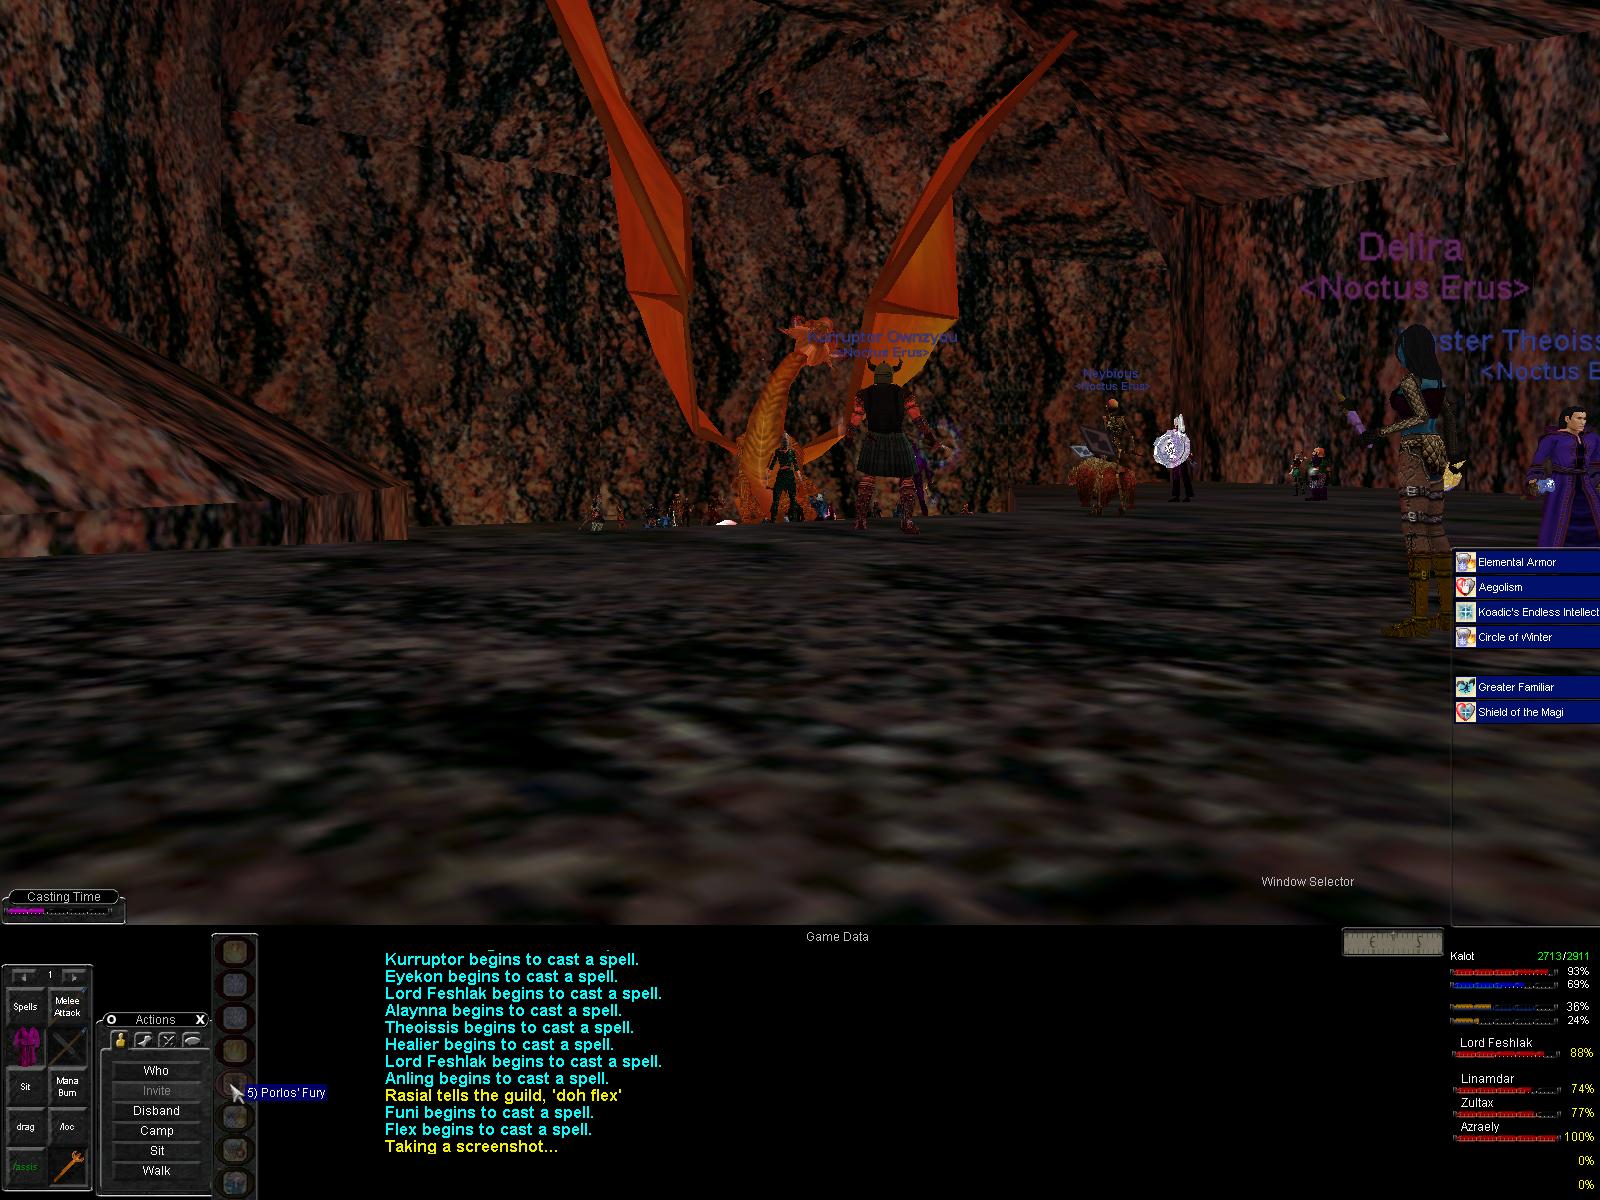 Delira
<Noctus Erus>
Kurruptor Ownzyou
<Noctus Erus>
ster Theoiss
<Noctus E
Neybious
<Noctus Erus>
Elemental Armor
Aegolism
Koadic's Endless Intellect
Circle of Winter
Greater Familiar
Shield of the Magi
Window Selector
Casting Time
Game Data
Kurruptor begins to cast a spell.
Eyekon begins to cast a spell.
Lord Feshlak begins to cast a spell.
Alaynna begins to cast a spell.
Theoissis begins to cast a spell.
Healier begins to cast a spell.
Lord Feshlak begins to cast a spell.
Anling begins to cast a spell.
Rasial tells the guild, 'doh flex'
Funi begins to cast a spell.
Flex begins to cast a spell.
Taking a screenshot...
1
Spells
Melee Attack
Sit
Mana Burn
drag
/loc
/assis
Actions X
Who
Invite
Disband
Camp
Sit
Walk
5) Porlos' Fury
E S
Kalot 2713/2911
93%
69%
36%
24%
Lord Feshlak
88%
Linamdar
74%
Zultax
77%
Azraely
100%
0%
0%